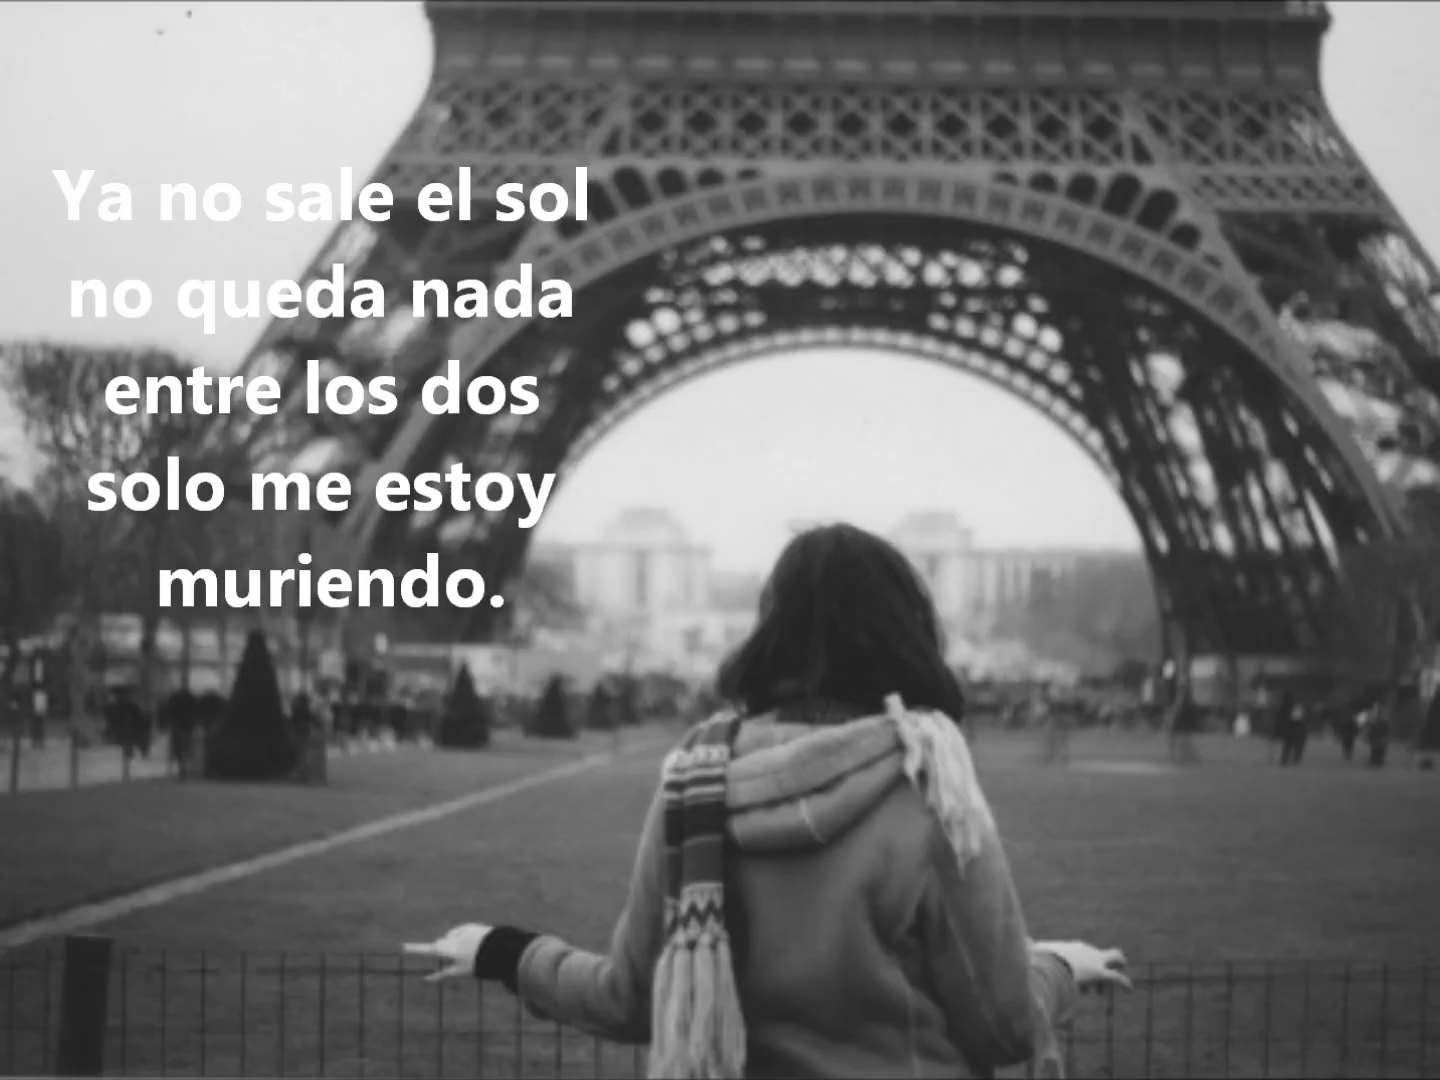 Ya no sale el sol
no queda nada
entre los dos
solo me estoy
muriendo.